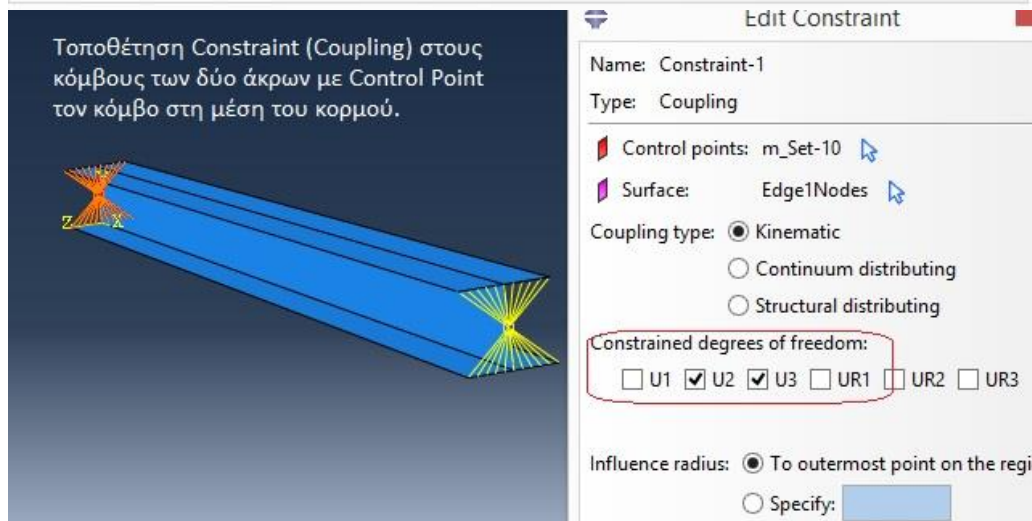 Edit Constraint
Τοποθέτηση Constraint (Coupling) στους
κόμβους των δύο άκρων με Control Point
τον κόμβο στη μέση του κορμού.
Z X
Name: Constraint-1
Type: Coupling
Control points: m_Set-10
Surface: Edge1Nodes
Coupling type: Kinematic
Continuum distributing
Structural distributing
Constrained degrees of freedom:
U1 U2 U3 UR1 UR2 UR3
Influence radius: To outermost point on the regi
Specify: